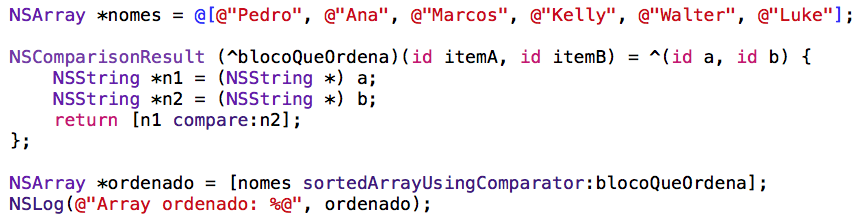 NSArray *nomes = @[@"Pedro", @"Ana", @"Marcos", @"Kelly", @"Walter", @"Luke"];
NSComparisonResult (^blocoQueOrdena)(id itemA, id itemB) = ^(id a, id b) {
    NSString *n1 = (NSString *) a;
    NSString *n2 = (NSString *) b;
    return [n1 compare:n2];
};
NSArray *ordenado = [nomes sortedArrayUsingComparator:blocoQueOrdena];
NSLog(@"Array ordenado: %@", ordenado);